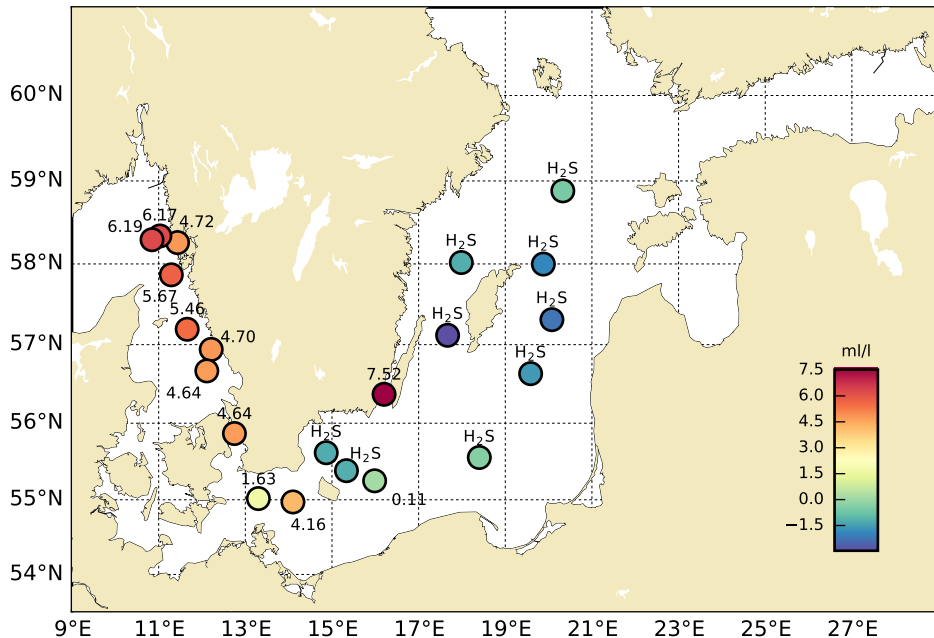 60°N
59°N
H₂S
6.17
6.19
4.72
58°N
H₂S
H₂S
5.67
H₂S
5.46
H₂S
57°N
4.70
ml/l
H₂S
7.5
4.64
7.52
6.0
4.64
56°N
4.5
H₂S
H₂S
3.0
H₂S
1.63
1.5
55°N
0.11
0.0
4.16
−1.5
54°N
9°E
11°E
13°E
15°E
17°E
19°E
21°E
23°E
25°E
27°E